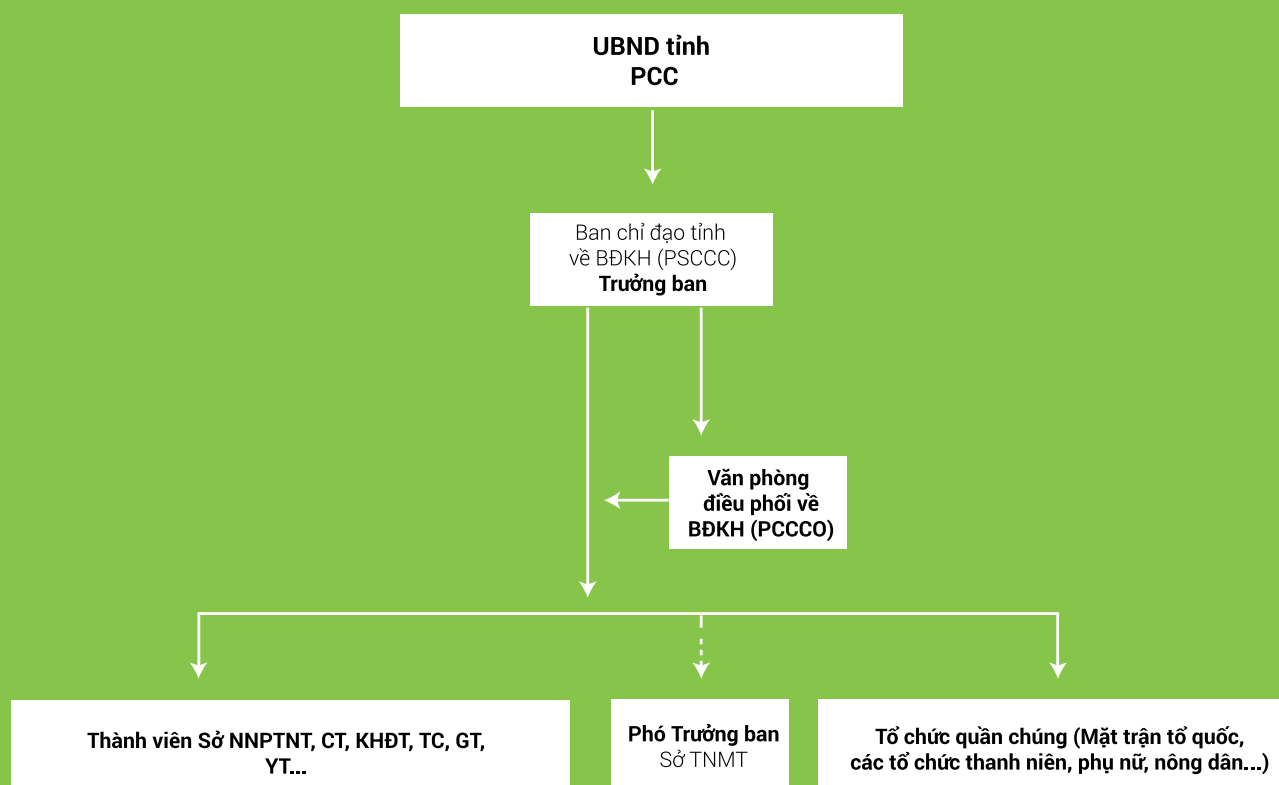 UBND tỉnh
PCC
Ban chỉ đạo tỉnh
về BĐKH (PSCCC)
Trưởng ban
Văn phòng
điều phối về
BĐKH (PCCCO)
Thành viên Sở NNPTNT, CT, KHĐT, TC, GT,
YT...
Phó Trưởng ban
Sở TNMT
Tổ chức quần chúng (Mặt trận tổ quốc,
các tổ chức thanh niên, phụ nữ, nông dân...)